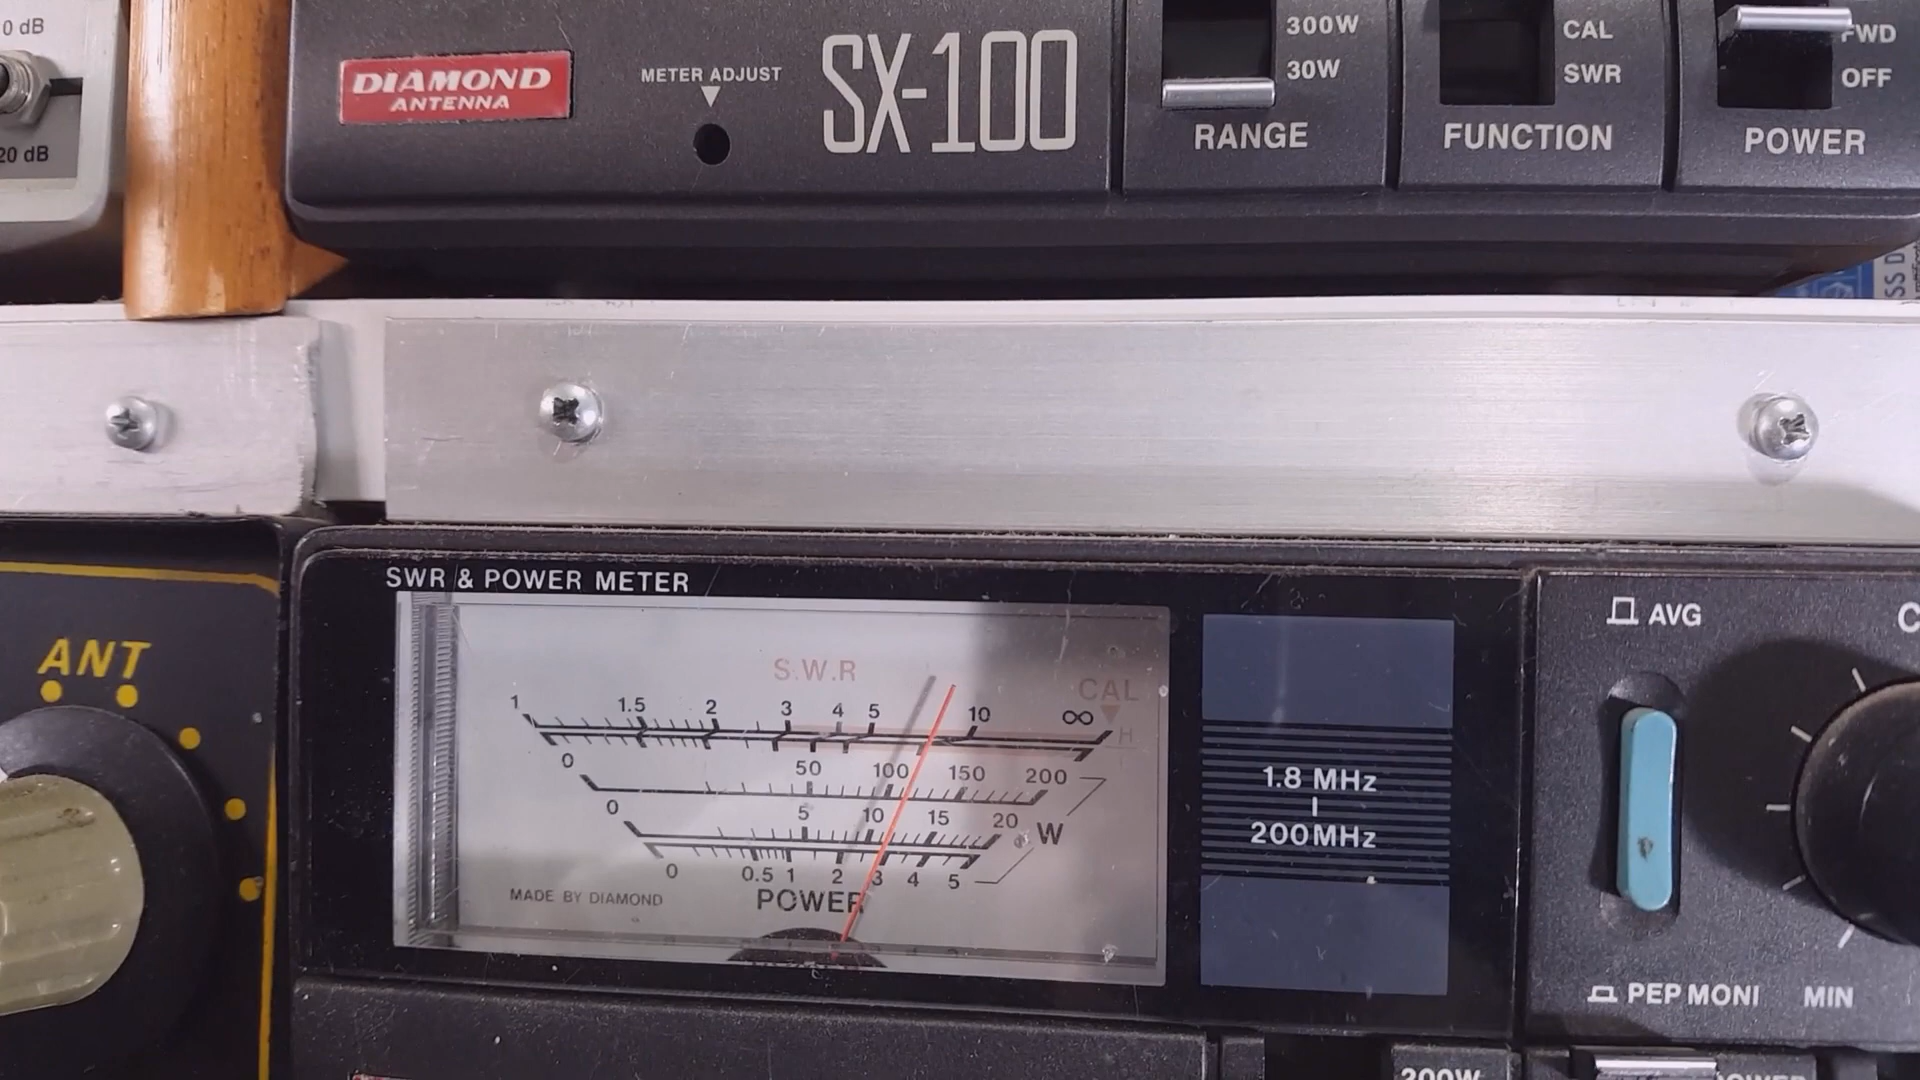 0 dB
20 dB
DIAMOND
ANTENNA
METER ADJUST
SX-100
300W
30W
RANGE
CAL
SWR
FUNCTION
FWD
OFF
POWER
ANT
SWR & POWER METER
S.W.R
CAL
1 1.5 2 3 4 5 10 ∞
H
0 50 100 150 200
0 5 10 15 20
W
0 0.5 1 2 3 4 5
MADE BY DIAMOND
POWER
1.8 MHz
200MHz
AVG
PEP MONI
MIN
300W